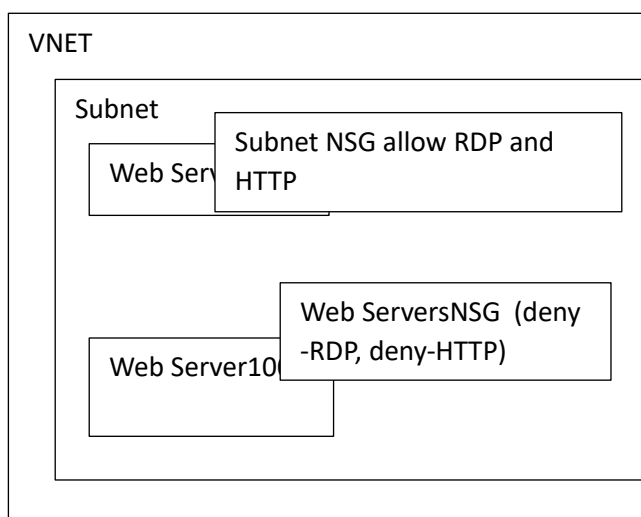 VNET
Subnet
Subnet NSG allow RDP and
HTTP
Web Serv
Web ServersNSG (deny
-RDP, deny-HTTP)
Web Server10